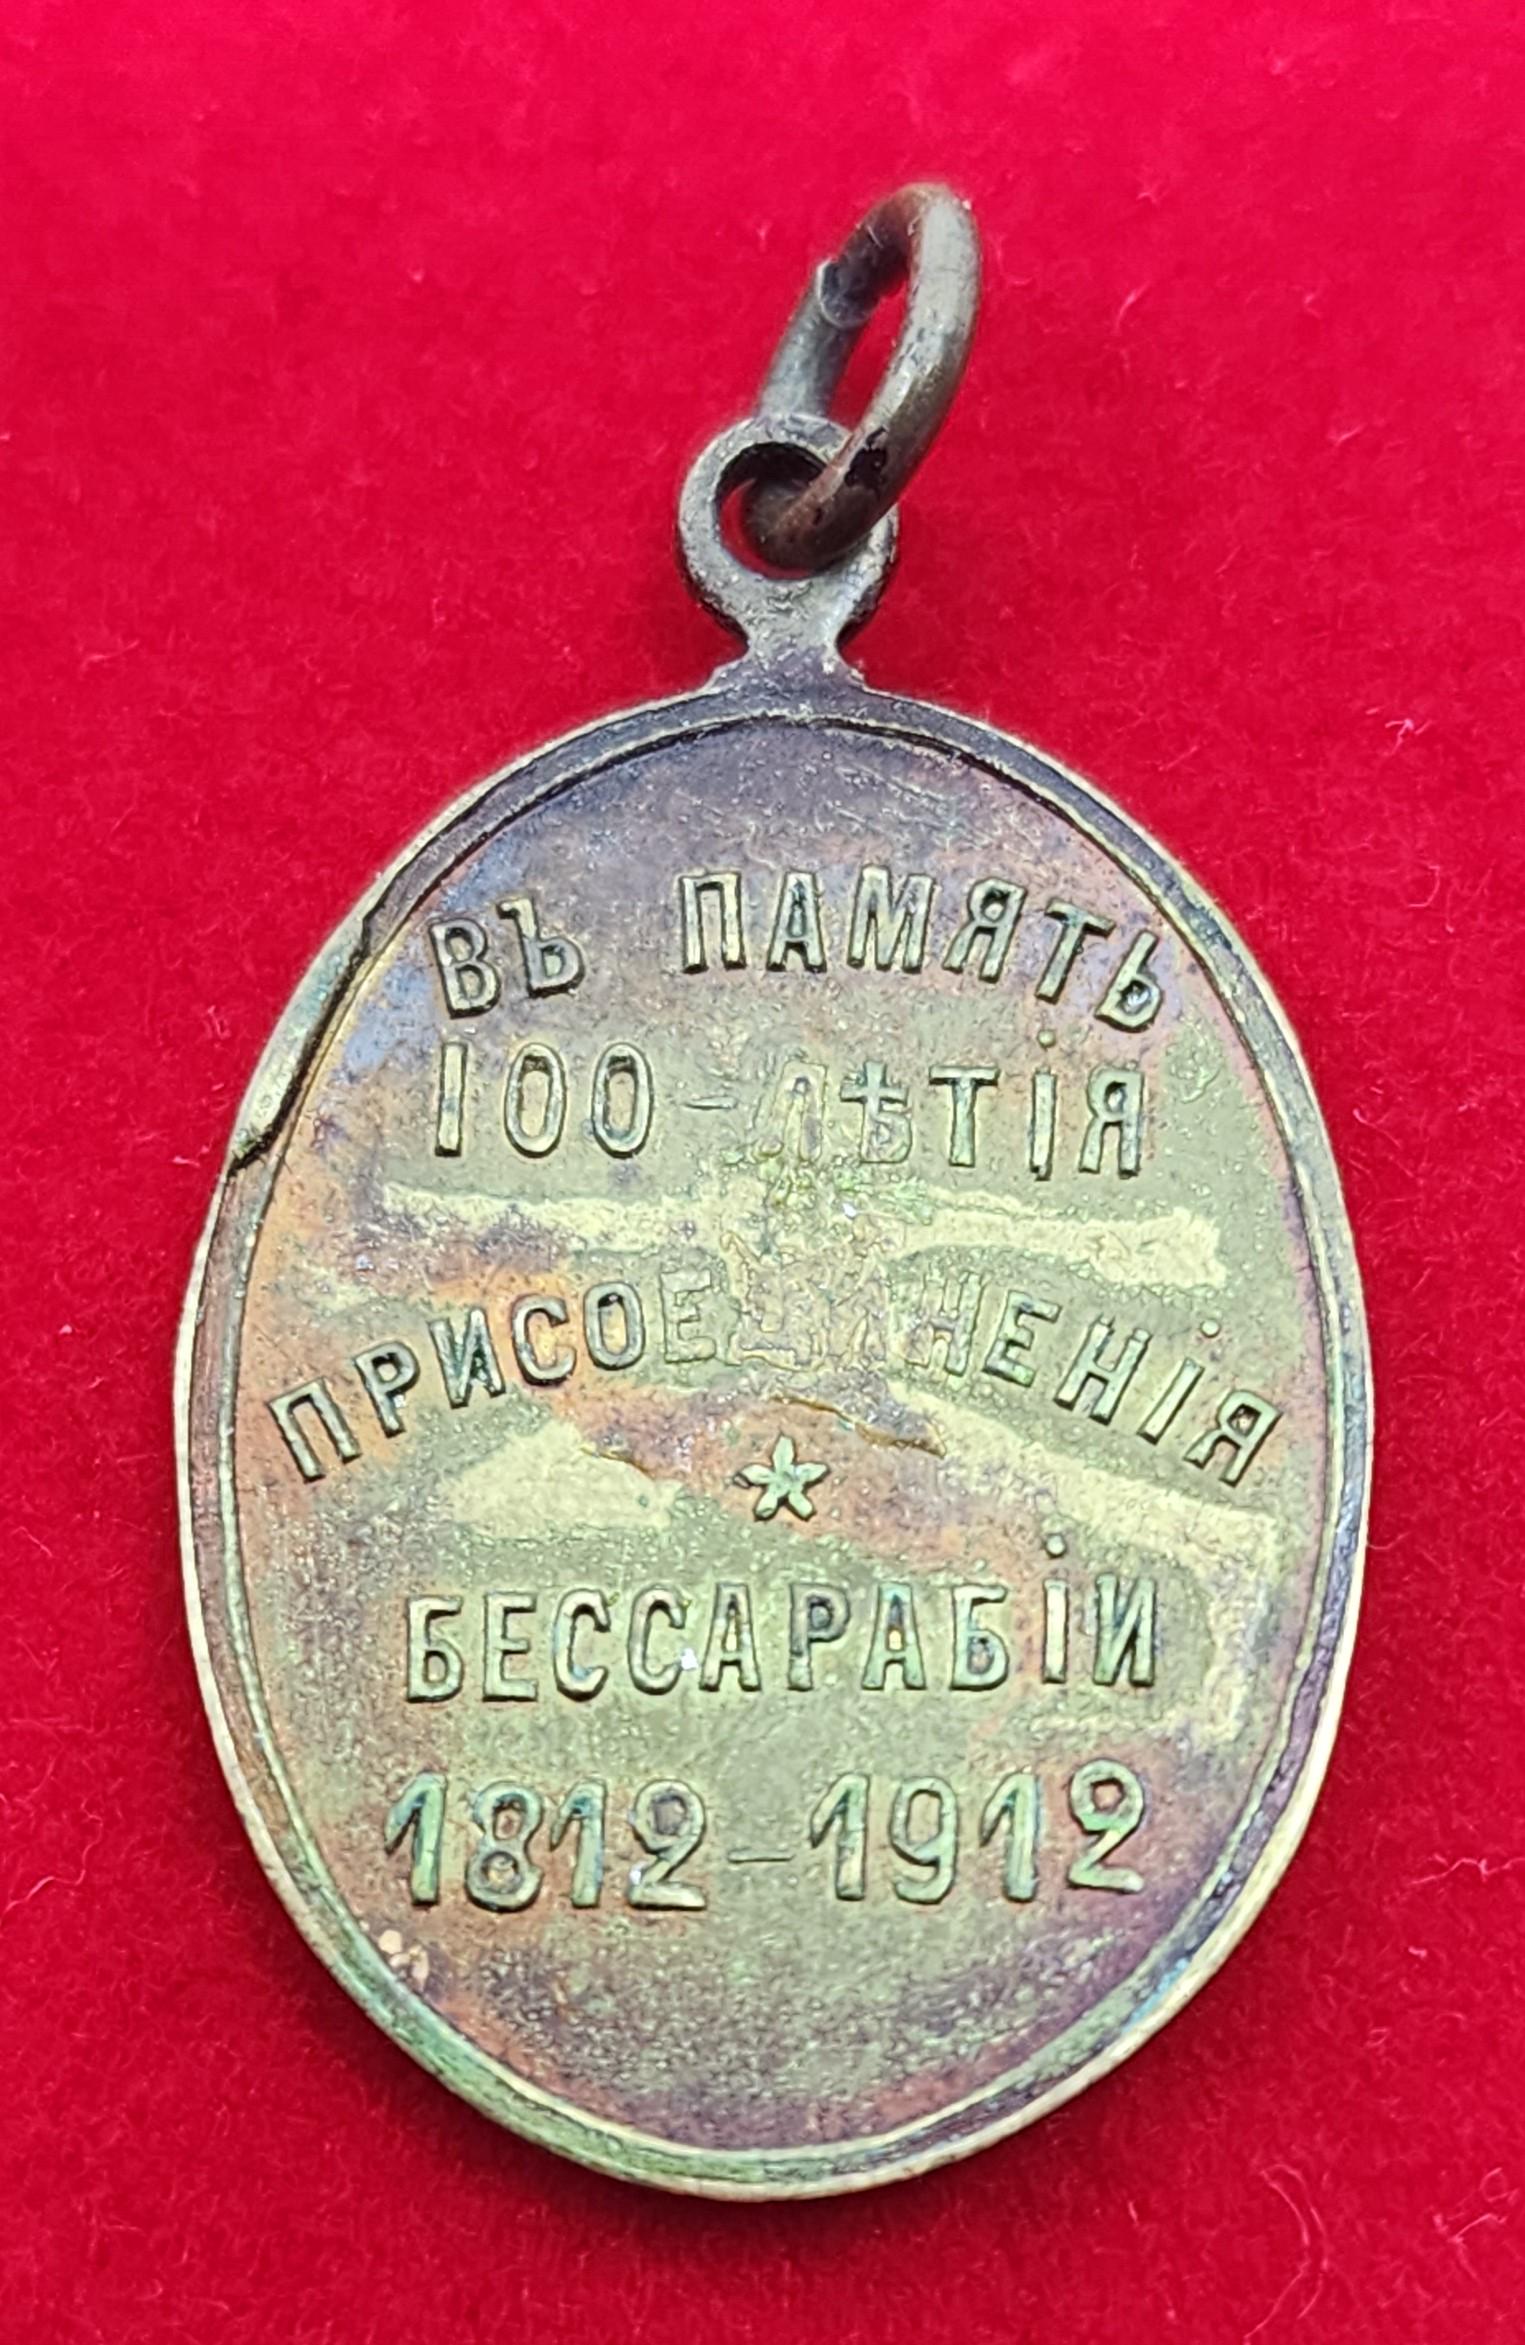 ВЪ ПАМЯТЬ
100-ЛѢТІЯ
ПРИСОЕДИНЕНІЯ
БЕССАРАБІИ
1812-1912